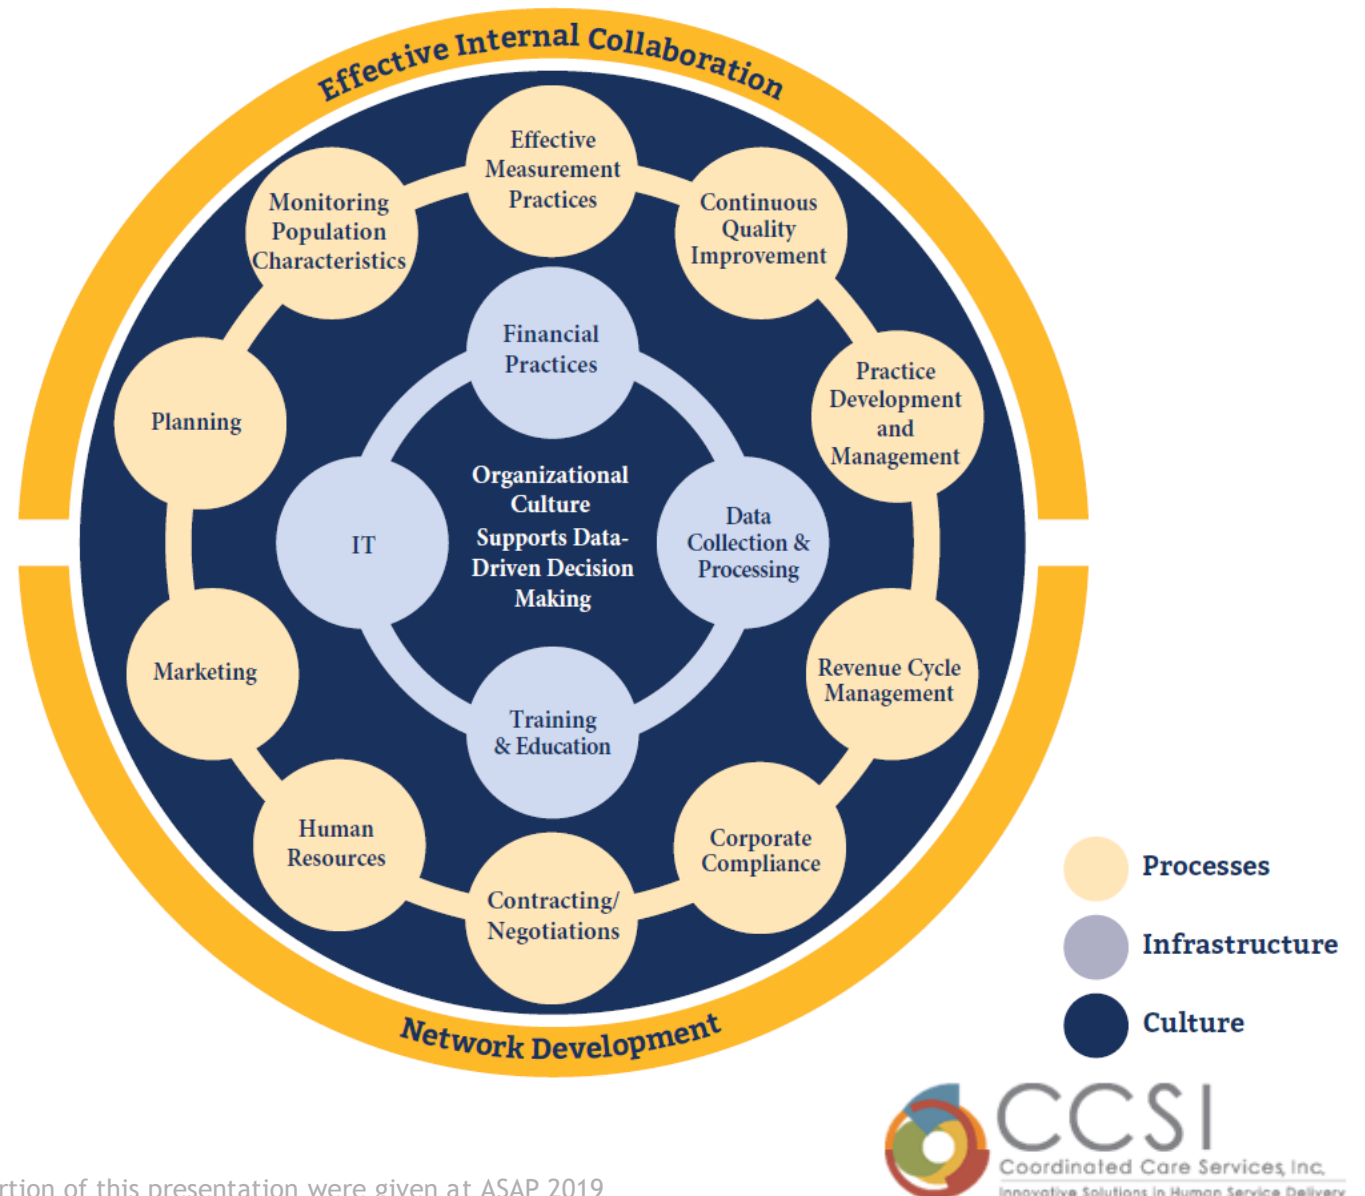 Effective Internal Collaboration
Effective
Measurement
Practices
Monitoring
Population
Characteristics
Continuous
Quality
Improvement
Financial
Practices
Practice
Development
and
Management
Planning
Organizational
Culture
Supports Data-
Driven Decision
Making
IT
Data
Collection &
Processing
Marketing
Revenue Cycle
Management
Training
& Education
Human
Resources
Corporate
Compliance
Contracting/
Negotiations
Network Development
Processes
Infrastructure
Culture
CCSI
Coordinated Care Services, Inc.
Innovative Solutions in Human Service Delivery
rtion of this presentation were given at ASAP 2019